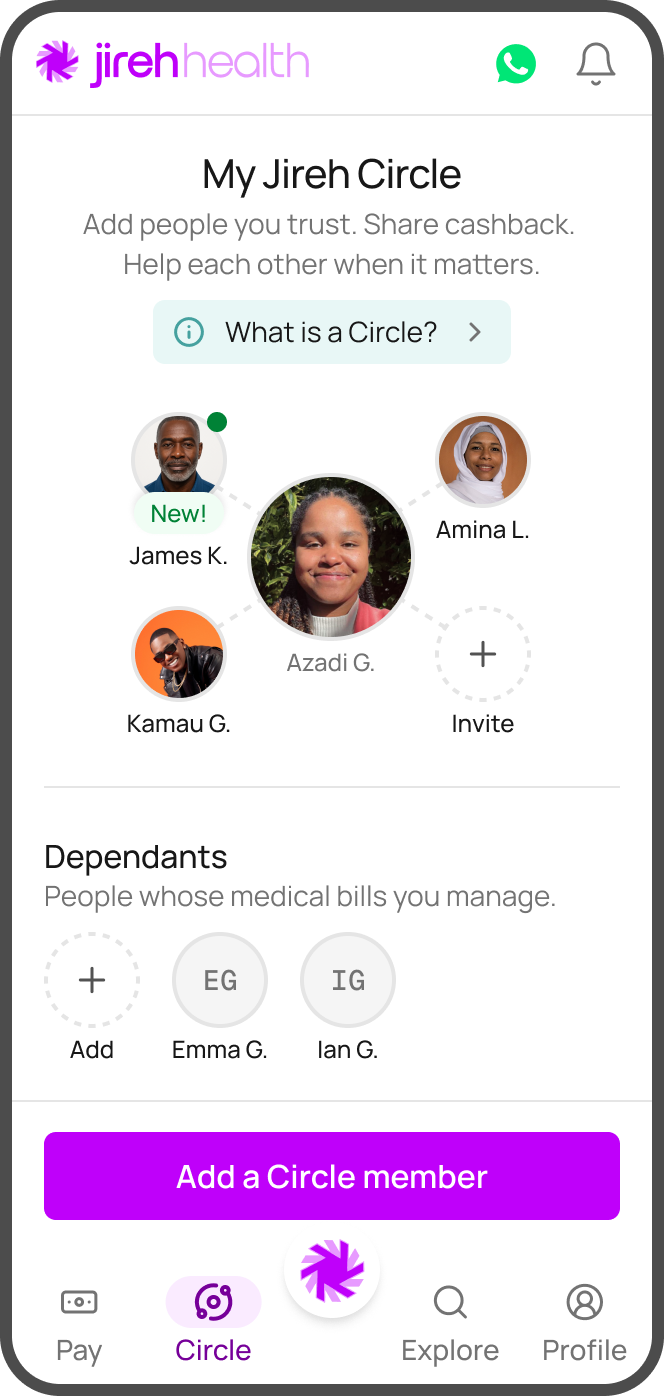 jirehhealth
My Jireh Circle
Add people you trust. Share cashback.
Help each other when it matters.
What is a Circle?
New!
James K.
Amina L.
Azadi G.
Kamau G.
Invite
Dependants
People whose medical bills you manage.
EG
IG
Add
Emma G.
Ian G.
Add a Circle member
Pay
Circle
Explore
Profile